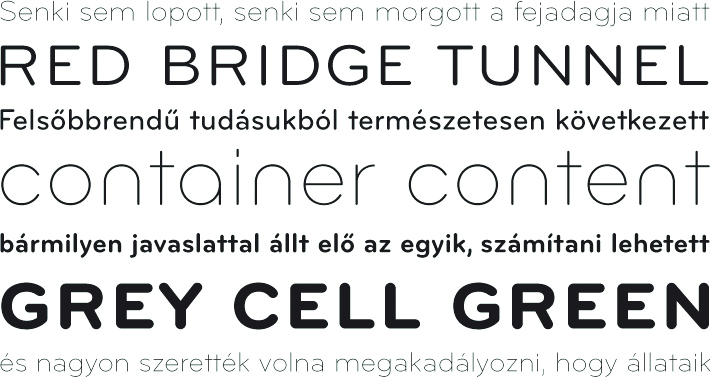 Senki sem lopott, senki sem morgott a fejadagja miatt
RED BRIDGE TUNNEL
Felsőbbrendű tudásukból természetesen következett
container content
bármilyen javaslattal állt elő az egyik, számítani lehetett
GREY CELL GREEN
és nagyon szerették volna megakadályozni, hogy állataik